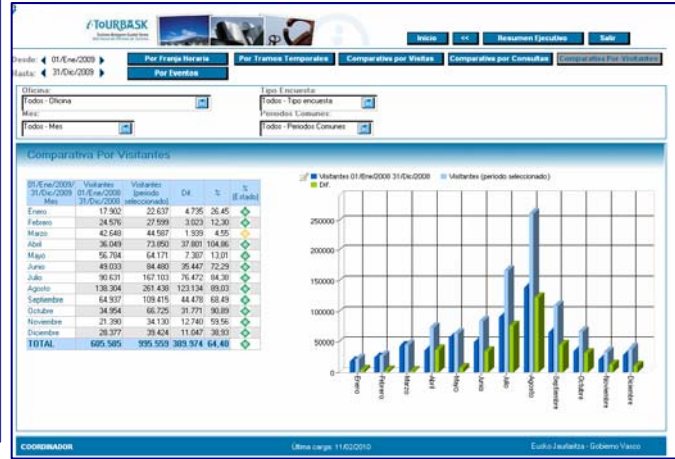 i·TOURBASK
Inicio << Resumen Ejecutivo Salir
Desde: 01/Ene/2009 Por Franja Horaria Por Tramos Temporales Comparativa por Visitas Comparativa por Consultas Comparativa Por Visitantes
Hasta: 31/Dic/2009 Por Eventos
Oficina: Tipo Encuesta:
Todos - Oficina Todos - Tipo encuesta
Mes: Periodos Comunes:
Todos - Mes Todos - Periodos Comunes
Comparativa Por Visitantes
01/Ene/2009/ 31/Dic/2009 Mes Visitantes 01/Ene/2008 31/Dic/2008 Visitantes (periodo seleccionado) Dif. % % (Estado)
Enero 17.902 22.637 4.735 26,45
Febrero 24.576 27.599 3.023 12,30
Marzo 42.648 44.587 1.939 4,55
Abril 36.049 73.850 37.801 104,86
Mayo 56.784 64.171 7.387 13,01
Junio 49.033 84.480 35.447 72,29
Julio 90.631 167.103 76.472 84,38
Agosto 138.304 261.438 123.134 89,03
Septiembre 64.937 109.415 44.478 68,49
Octubre 34.954 66.725 31.771 90,89
Noviembre 21.390 34.130 12.740 59,56
Diciembre 28.377 39.424 11.047 38,93
TOTAL 605.585 995.559 389.974 64,40
Visitantes 01/Ene/2008 31/Dic/2008 Visitantes (periodo seleccionado)
Dif.
250000
200000
150000
100000
50000
0
Enero Febrero Marzo Abril Mayo Junio Julio Agosto Septiembre Octubre Noviembre Diciembre
COORDINADOR Última carga: 11/02/2010 Eusko Jaurlaritza - Gobierno Vasco